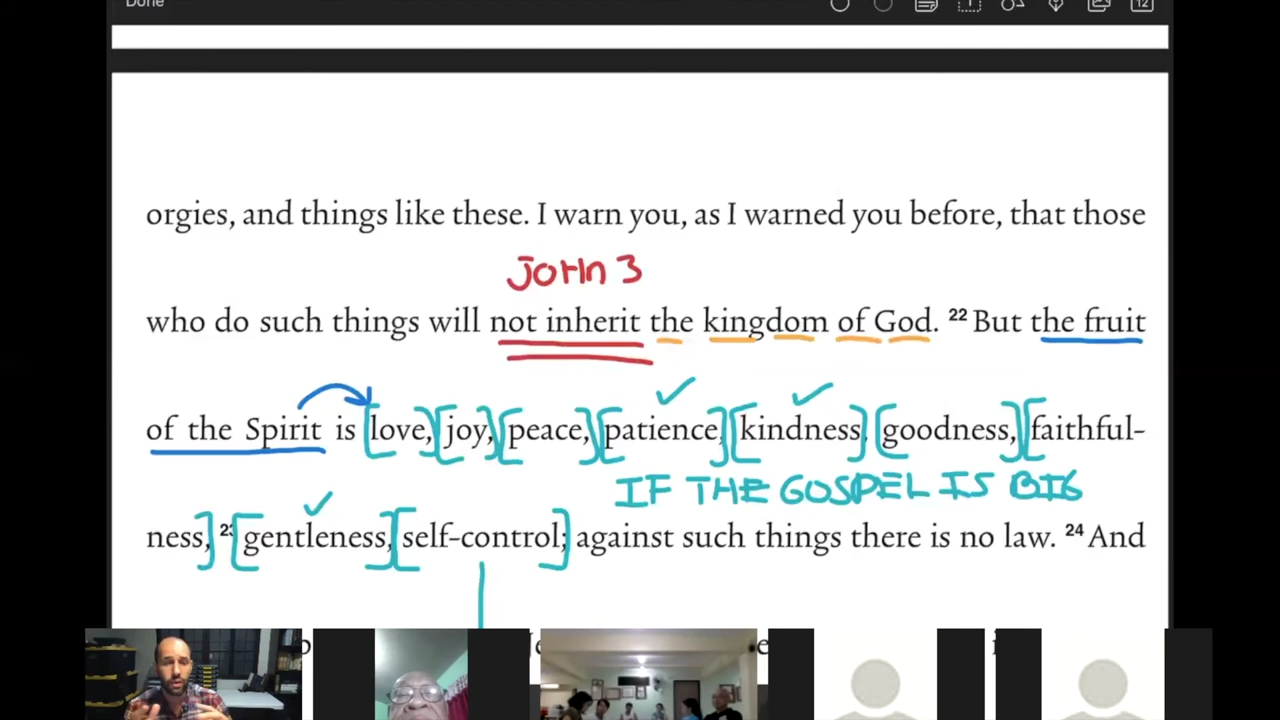 Done
12
orgies, and things like these. I warn you, as I warned you before, that those
JOHN 3
who do such things will not inherit the kingdom of God. 22 But the fruit
of the Spirit is [love,] [joy,] [peace,] [patience,] [kindness,] [goodness,] [faithful-
IF THE GOSPEL IS BIG
ness,] 23 [gentleness,] [self-control;] against such things there is no law. 24 And